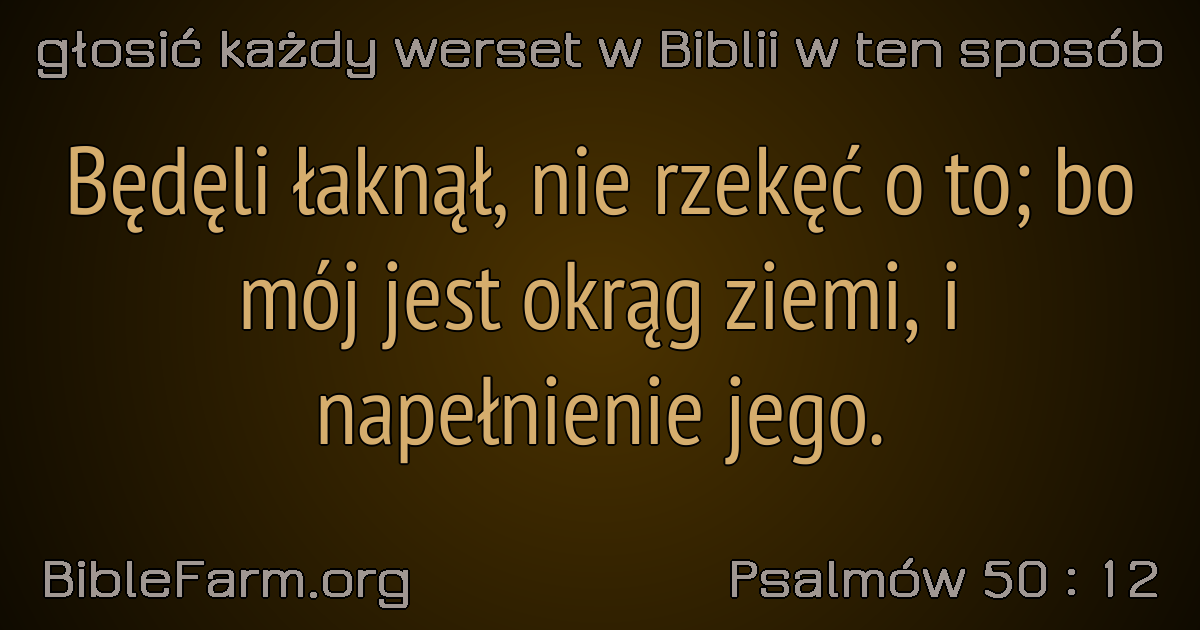 głosić każdy werset w Biblii w ten sposób
Będęli łaknął, nie rzekęć o to; bo
mój jest okrąg ziemi, i
napełnienie jego.
BibleFarm.org
Psalmów 50 : 12